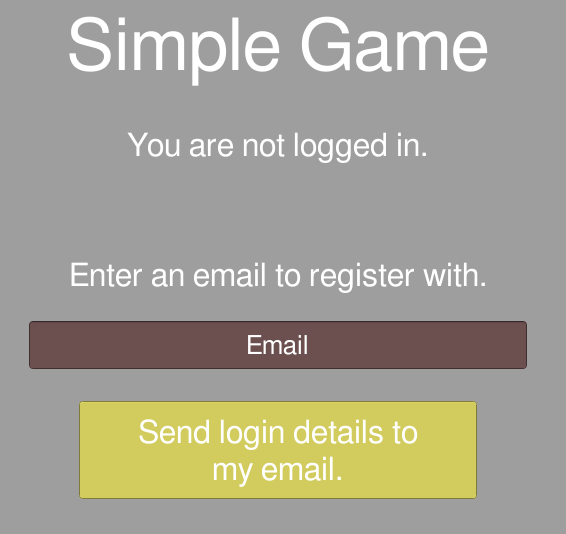 Simple Game
You are not logged in.
Enter an email to register with.
Email
Send login details to
my email.